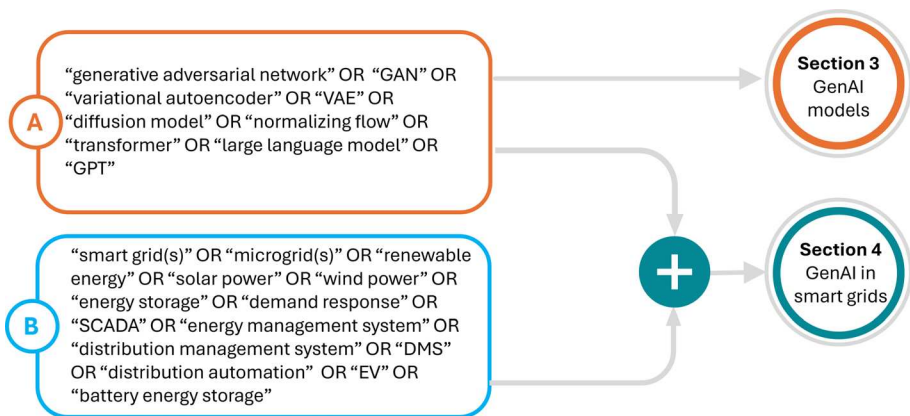 A
“generative adversarial network” OR “GAN” OR
“variational autoencoder” OR “VAE” OR
“diffusion model” OR “normalizing flow” OR
“transformer” OR “large language model” OR
“GPT”
Section 3
GenAI
models
B
“smart grid(s)” OR “microgrid(s)” OR “renewable
energy” OR “solar power” OR “wind power” OR
“energy storage” OR “demand response” OR
“SCADA” OR “energy management system” OR
“distribution management system” OR “DMS”
OR “distribution automation” OR “EV” OR
“battery energy storage”
+
Section 4
GenAI in
smart grids